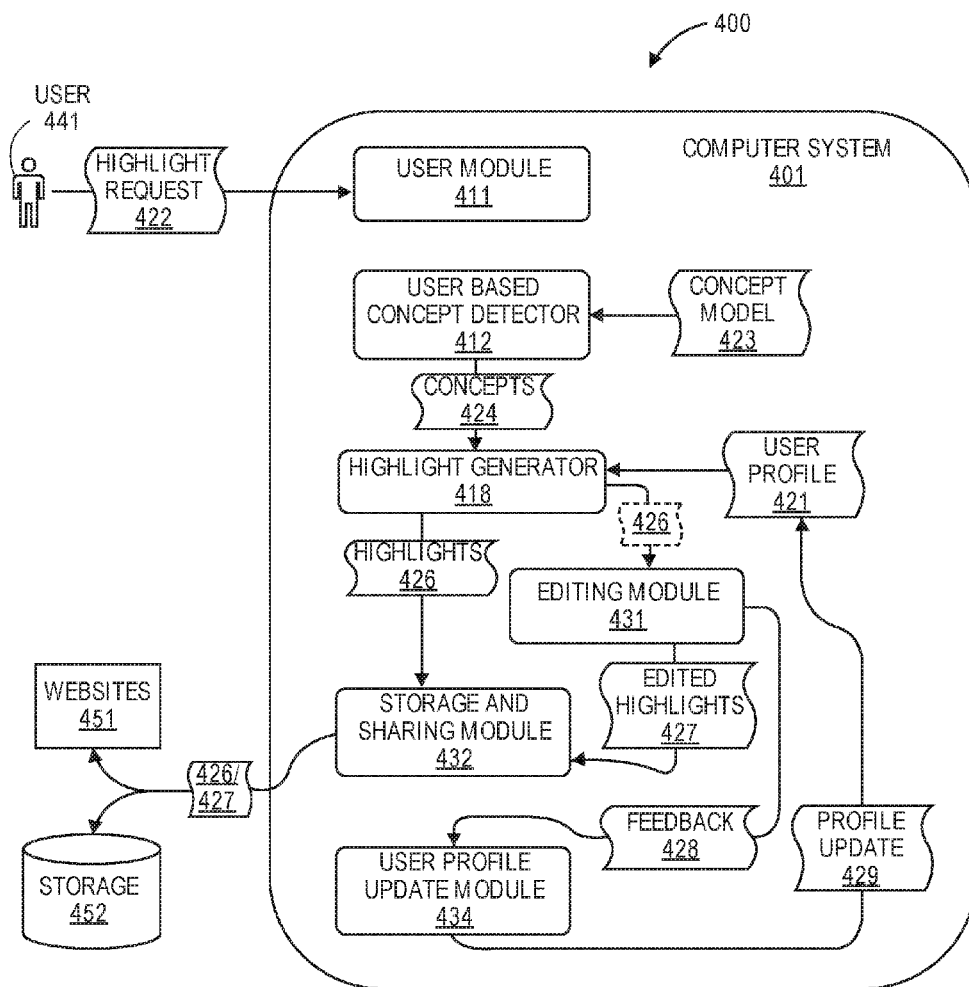 400
USER
441
HIGHLIGHT
REQUEST
422
USER MODULE
411
COMPUTER SYSTEM
401
USER BASED
CONCEPT DETECTOR
412
CONCEPT
MODEL
423
CONCEPTS
424
HIGHLIGHT GENERATOR
418
USER
PROFILE
421
426
HIGHLIGHTS
426
EDITING MODULE
431
WEBSITES
451
STORAGE AND
SHARING MODULE
432
EDITED
HIGHLIGHTS
427
426/
427
FEEDBACK
428
PROFILE
UPDATE
429
STORAGE
452
USER PROFILE
UPDATE MODULE
434